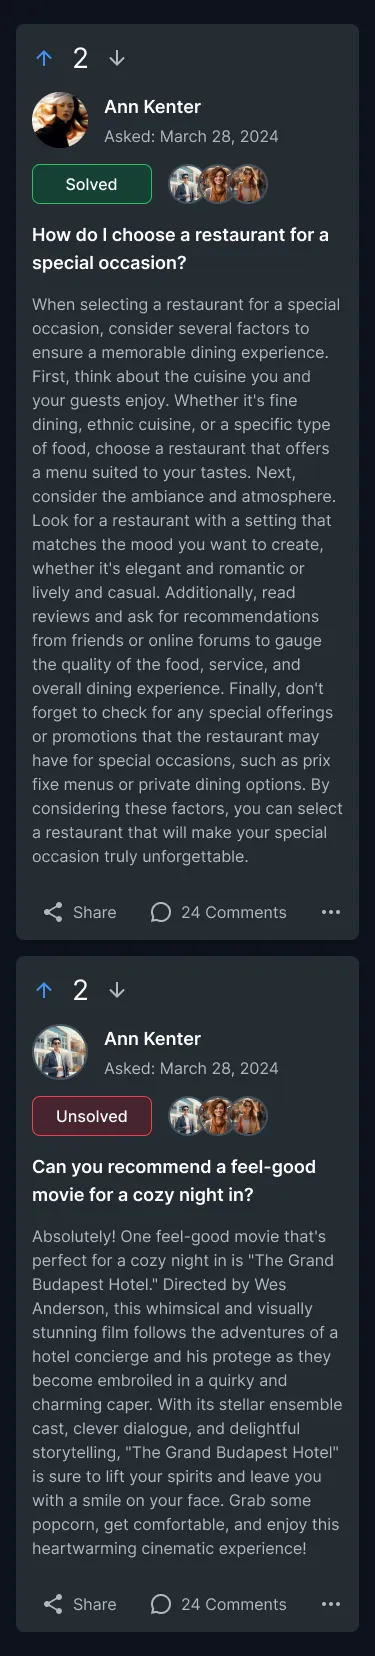 2
Ann Kenter
Asked: March 28, 2024
Solved
How do I choose a restaurant for a
special occasion?
When selecting a restaurant for a special
occasion, consider several factors to
ensure a memorable dining experience.
First, think about the cuisine you and
your guests enjoy. Whether it's fine
dining, ethnic cuisine, or a specific type
of food, choose a restaurant that offers
a menu suited to your tastes. Next,
consider the ambiance and atmosphere.
Look for a restaurant with a setting that
matches the mood you want to create,
whether it's elegant and romantic or
lively and casual. Additionally, read
reviews and ask for recommendations
from friends or online forums to gauge
the quality of the food, service, and
overall dining experience. Finally, don't
forget to check for any special offerings
or promotions that the restaurant may
have for special occasions, such as prix
fixe menus or private dining options. By
considering these factors, you can select
a restaurant that will make your special
occasion truly unforgettable.
Share 24 Comments
2
Ann Kenter
Asked: March 28, 2024
Unsolved
Can you recommend a feel-good
movie for a cozy night in?
Absolutely! One feel-good movie that's
perfect for a cozy night in is "The Grand
Budapest Hotel." Directed by Wes
Anderson, this whimsical and visually
stunning film follows the adventures of a
hotel concierge and his protege as they
become embroiled in a quirky and
charming caper. With its stellar ensemble
cast, clever dialogue, and delightful
storytelling, "The Grand Budapest Hotel"
is sure to lift your spirits and leave you
with a smile on your face. Grab some
popcorn, get comfortable, and enjoy this
heartwarming cinematic experience!
Share 24 Comments